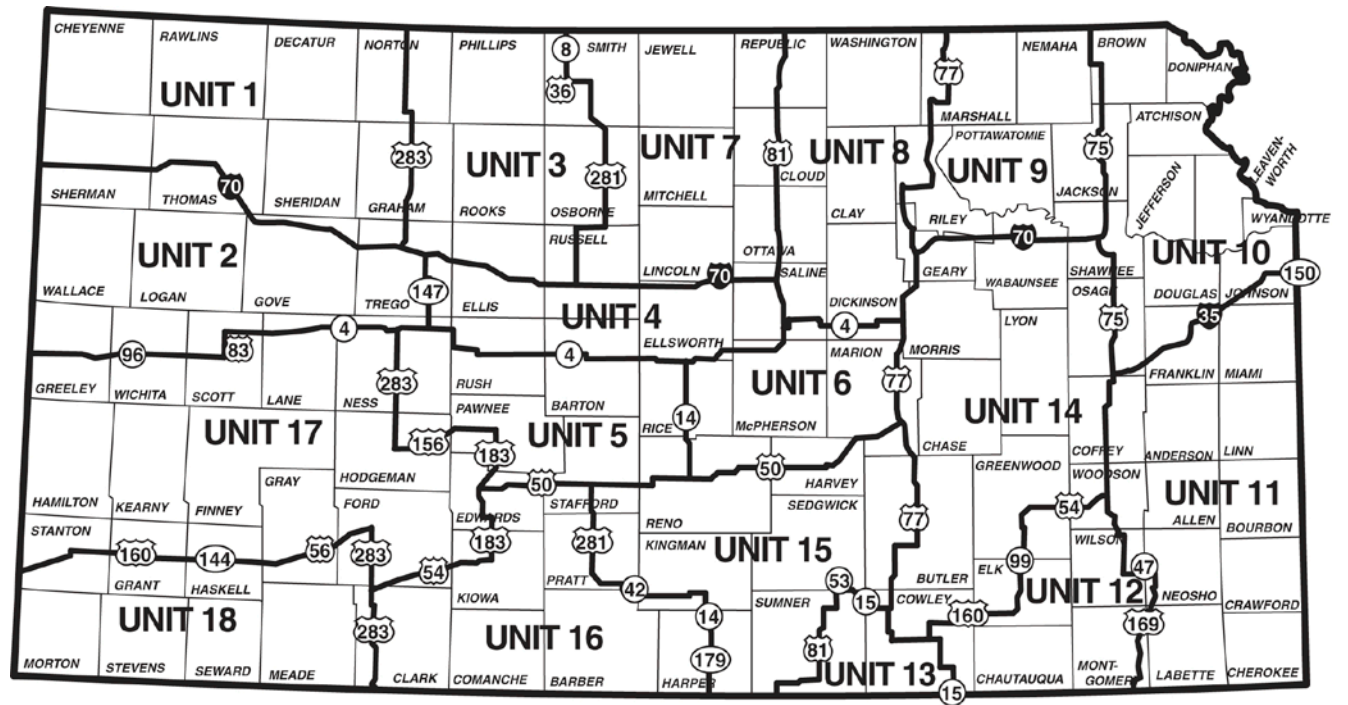 CHEYENNE
RAWLINS
DECATUR
NORTON
PHILLIPS
8
SMITH
JEWELL
REPUBLIC
WASHINGTON
NEMAHA
BROWN
DONIPHAN
UNIT 1
36
77
MARSHALL
ATCHISON
283
UNIT 3
281
UNIT 7
81
CLOUD
UNIT 8
POTTAWATOMIE
UNIT 9
75
LEAVEN-
WORTH
SHERMAN
70
THOMAS
SHERIDAN
GRAHAM
ROOKS
OSBORNE
MITCHELL
CLAY
RILEY
JACKSON
JEFFERSON
WYANDOTTE
UNIT 2
RUSSELL
OTTAWA
70
UNIT 10
WALLACE
LOGAN
GOVE
TREGO
147
ELLIS
LINCOLN
70
SALINE
DICKINSON
GEARY
WABAUNSEE
SHAWNEE
OSAGE
DOUGLAS
JOHNSON
150
UNIT 4
4
LYON
75
35
96
83
4
4
ELLSWORTH
MARION
MORRIS
GREELEY
WICHITA
SCOTT
LANE
NESS
283
RUSH
PAWNEE
BARTON
UNIT 6
77
FRANKLIN
MIAMI
UNIT 14
UNIT 17
156
183
UNIT 5
RICE
14
McPHERSON
CHASE
COFFEY
ANDERSON
LINN
HAMILTON
KEARNY
FINNEY
GRAY
HODGEMAN
50
50
HARVEY
GREENWOOD
WOODSON
UNIT 11
STANTON
FORD
EDWARDS
STAFFORD
RENO
SEDGWICK
54
ALLEN
BOURBON
160
144
56
283
183
281
KINGMAN
UNIT 15
77
WILSON
GRANT
HASKELL
54
KIOWA
PRATT
42
53
BUTLER
ELK
99
47
NEOSHO
UNIT 12
CRAWFORD
UNIT 18
283
UNIT 16
14
SUMNER
15
COWLEY
160
169
MORTON
STEVENS
SEWARD
MEADE
CLARK
COMANCHE
BARBER
HARPER
179
81
UNIT 13
15
CHAUTAUQUA
MONT-
GOMERY
LABETTE
CHEROKEE